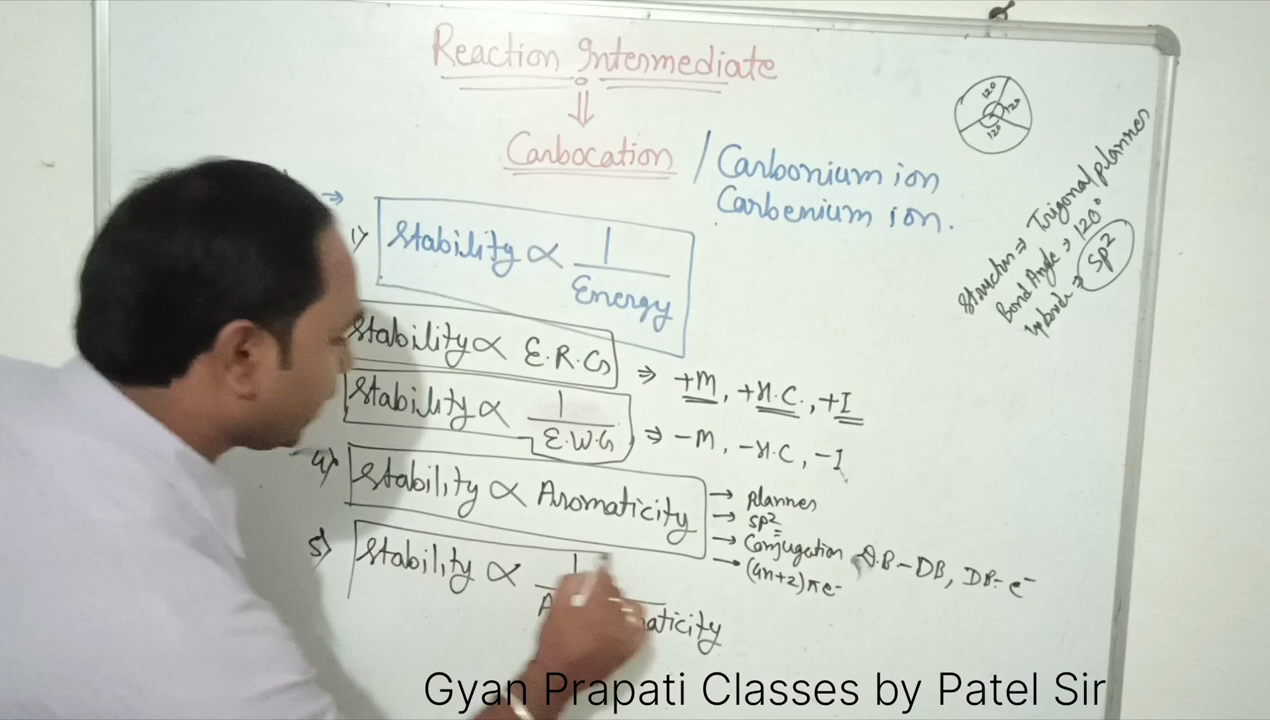 Reaction Intermediate
⇓
Carbocation / Carbonium ion
Carbenium ion.
120 120 120
Structure ⇒ Trigonal/planner
Bond Angle ⇒ 120°
⇒ sp²
⇒
1) Stability ∝ 1/Energy
Stability ∝ E.R.G ⇒ +M, +H.C., +I
Stability ∝ 1/E.W.G ⇒ -M, -H.C, -I
4) Stability ∝ Aromaticity
→ planner
→ sp²
→ Conjugation D.B-DB, DB-e⁻
→ (4n+2)πe⁻
5) Stability ∝ 1/
Gyan Prapati Classes by Patel Sir